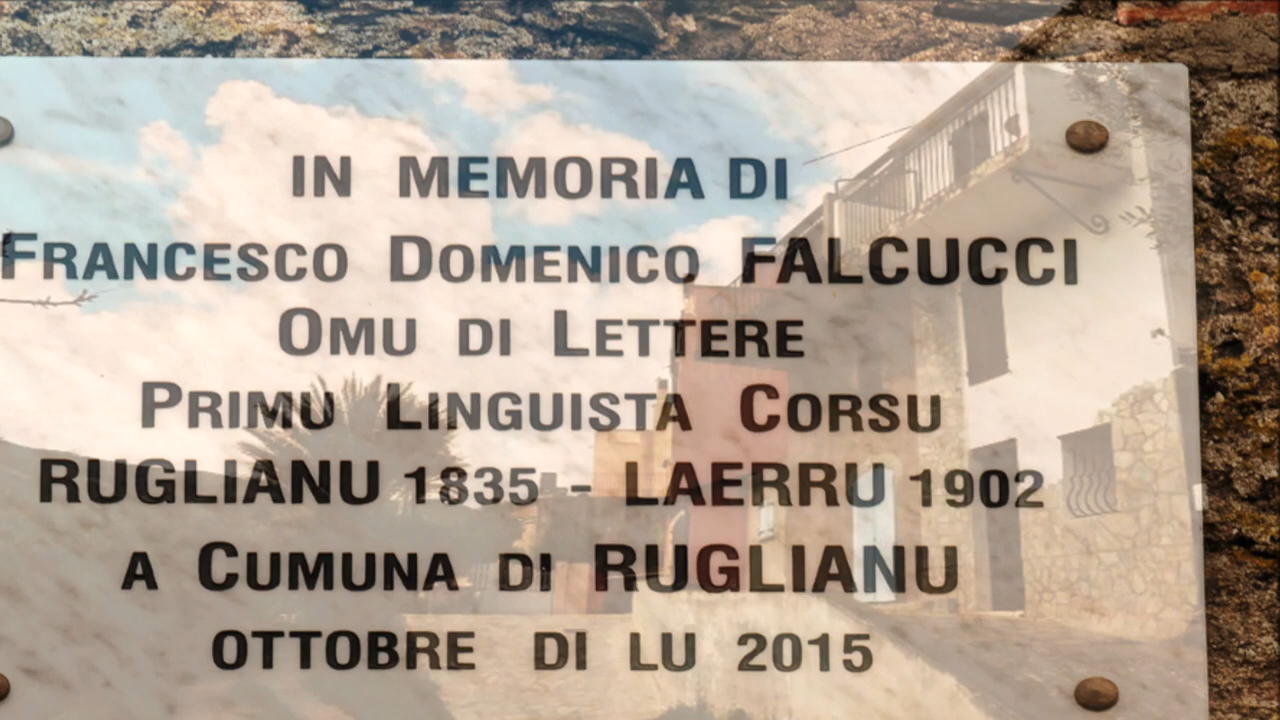 IN MEMORIA DI
FRANCESCO DOMENICO FALCUCCI
OMU DI LETTERE
PRIMU LINGUISTA CORSU
RUGLIANU 1835 - LAERRU 1902
A CUMUNA DI RUGLIANU
OTTOBRE DI LU 2015